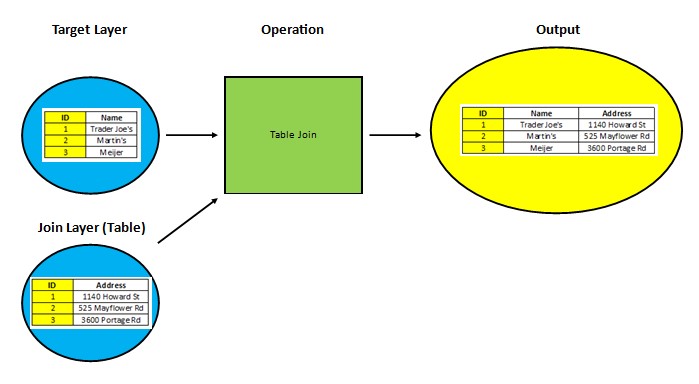 Target Layer
Operation
Output
ID Name
1 Trader Joe's
2 Martin's
3 Meijer
Table Join
ID Name Address
1 Trader Joe's 1140 Howard St
2 Martin's 525 Mayflower Rd
3 Meijer 3600 Portage Rd
Join Layer (Table)
ID Address
1 1140 Howard St
2 525 Mayflower Rd
3 3600 Portage Rd